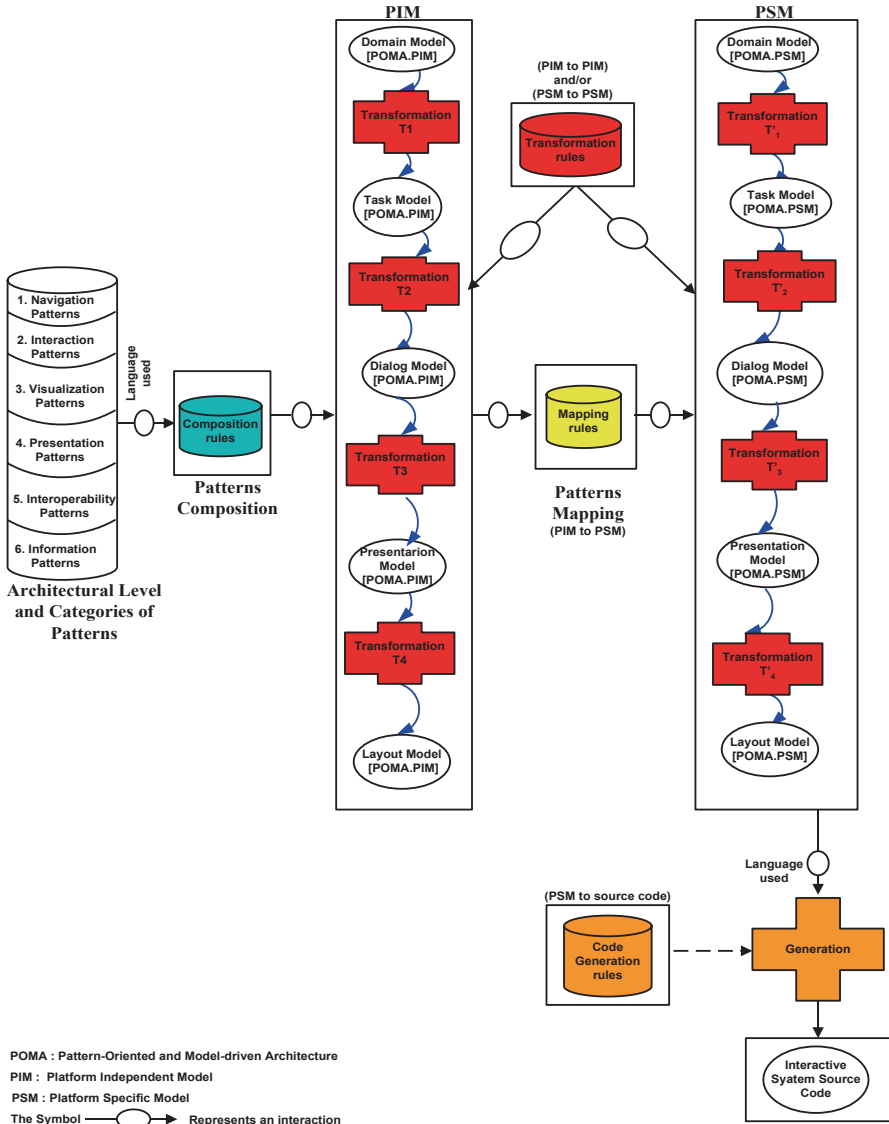 PIM
Domain Model
[POMA.PIM]
Transformation
T1
Task Model
[POMA.PIM]
Transformation
T2
Dialog Model
[POMA.PIM]
Transformation
T3
Presentarion
Model
[POMA.PIM]
Transformation
T4
Layout Model
[POMA.PIM]
(PIM to PIM)
and/or
(PSM to PSM)
Transformation
rules
PSM
Domain Model
[POMA.PSM]
Transformation
T'1
Task Model
[POMA.PSM]
Transformation
T'2
Dialog Model
[POMA.PSM]
Transformation
T'3
Presentation
Model
[POMA.PSM]
Transformation
T'4
Layout Model
[POMA.PSM]
1. Navigation
Patterns
2. Interaction
Patterns
3. Visualization
Patterns
4. Presentation
Patterns
5. Interoperability
Patterns
6. Information
Patterns
Architectural Level
and Categories of
Patterns
Language
used
Composition
rules
Patterns
Composition
Mapping
rules
Patterns
Mapping
(PIM to PSM)
Language
used
(PSM to source code)
Code
Generation
rules
Generation
Interactive
Syatem Source
Code
POMA : Pattern-Oriented and Model-driven Architecture
PIM : Platform Independent Model
PSM : Platform Specific Model
The Symbol Represents an interaction